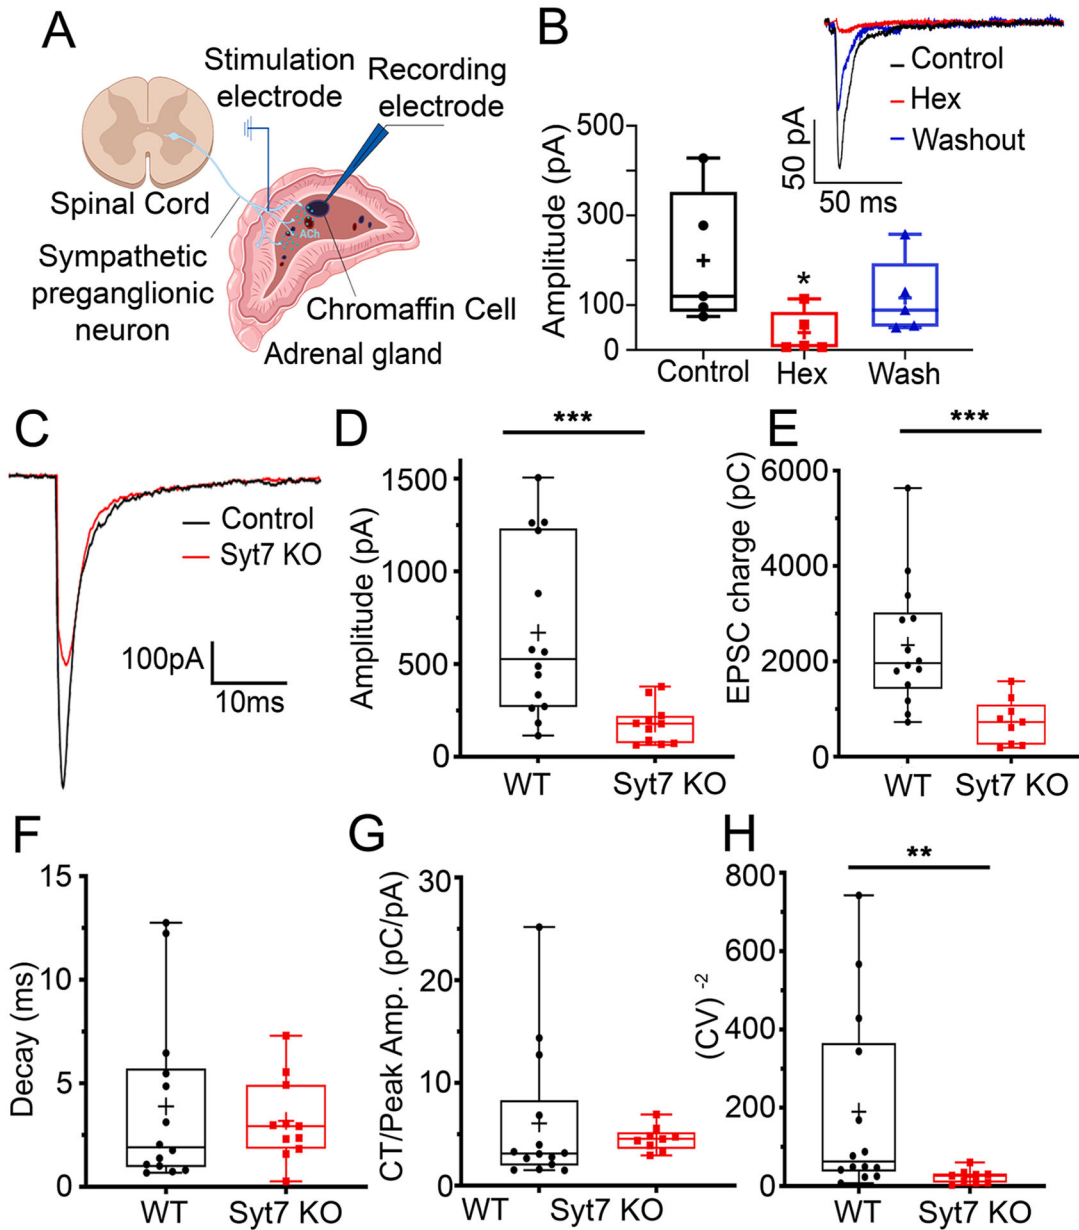 A
Stimulation
electrode
Recording
electrode
Spinal Cord
ACh
Sympathetic
preganglionic
neuron
Chromaffin Cell
Adrenal gland
B
Control
Hex
Washout
50 pA
50 ms
Amplitude (pA)
500
300
100
0
*
Control
Hex
Wash
C
Control
Syt7 KO
100pA
10ms
D
***
Amplitude (pA)
1500
1000
500
0
WT
Syt7 KO
E
***
EPSC charge (pC)
6000
4000
2000
0
WT
Syt7 KO
F
Decay (ms)
15
10
5
0
WT
Syt7 KO
G
CT/Peak Amp. (pC/pA)
30
20
10
0
WT
Syt7 KO
H
**
(CV) -2
800
600
400
200
0
WT
Syt7 KO